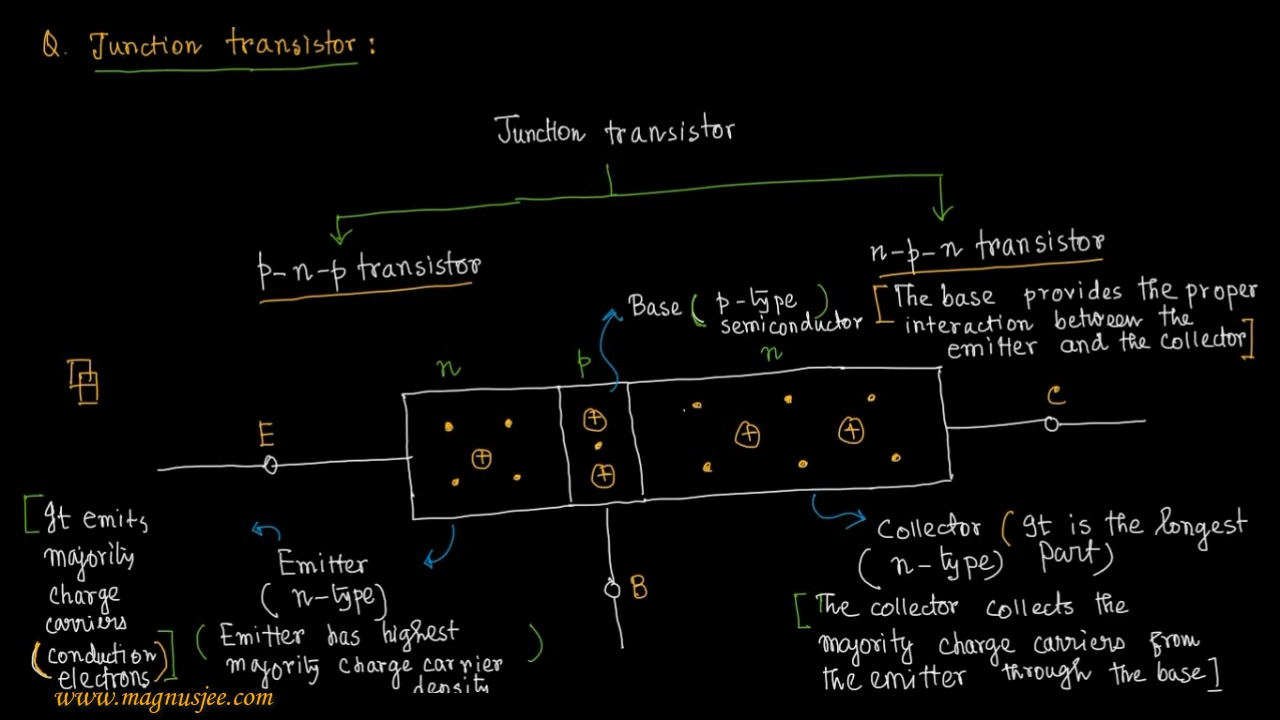 Q. Junction transistor :
Junction transistor
p-n-p transistor
n-p-n transistor
Base (p-type
semiconductor)
[The base provides the proper
interaction between the
emitter and the collector]
n
p
n
E
C
B
[It emits
majority
charge
carriers
(conduction
electrons)]
Emitter
(n-type)
(Emitter has highest
majority charge carrier
density)
Collector (It is the longest
(n-type) part)
[The collector collects the
majority charge carriers from
the emitter through the base]
www.magnusjee.com